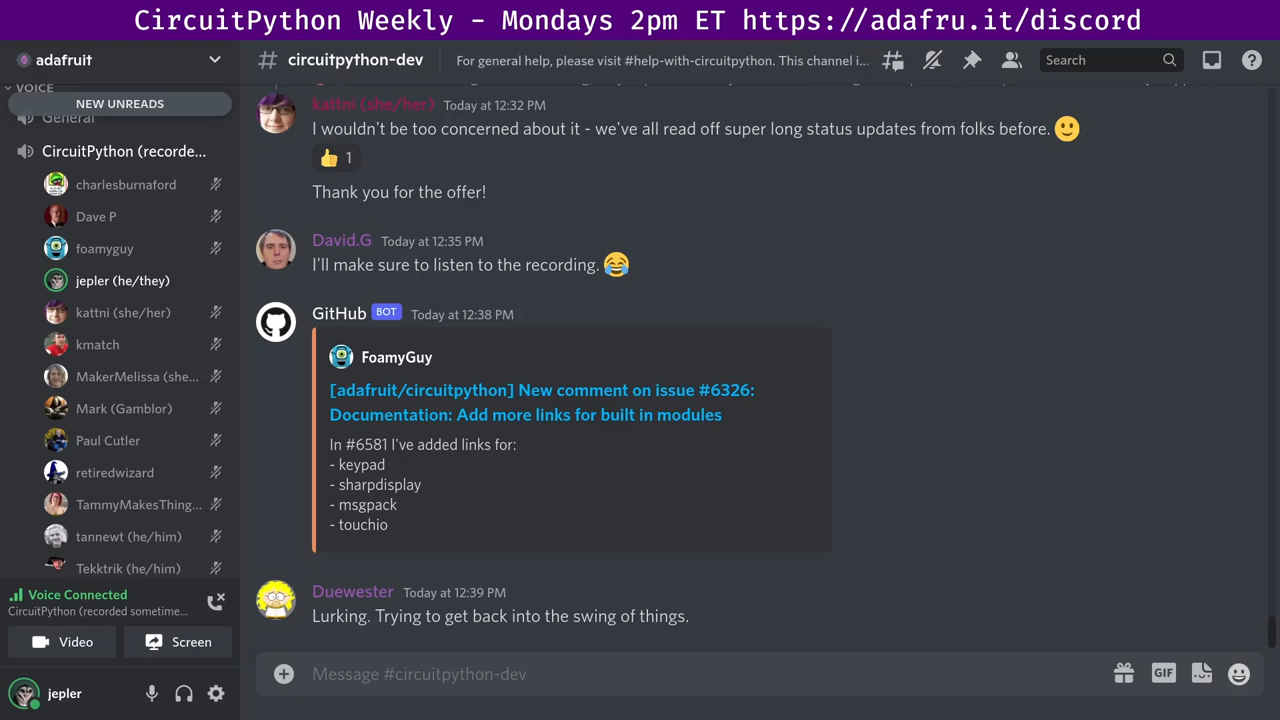 CircuitPython Weekly – Mondays 2pm ET https://adafru.it/discord
adafruit
# circuitpython-dev
For general help, please visit #help-with-circuitpython. This channel i...
Search
VOICE
NEW UNREADS
General
CircuitPython (recorde...
charlesburnaford
Dave P
foamyguy
jepler (he/they)
kattni (she/her)
kmatch
MakerMelissa (she...
Mark (Gamblor)
Paul Cutler
retiredwizard
TammyMakesThing...
tannewt (he/him)
Tekktrik (he/him)
Voice Connected
CircuitPython (recorded sometime...
Video
Screen
jepler
kattni (she/her) Today at 12:32 PM
I wouldn't be too concerned about it - we've all read off super long status updates from folks before. 🙂
👍 1
Thank you for the offer!
David.G Today at 12:35 PM
I'll make sure to listen to the recording. 😂
GitHub BOT Today at 12:38 PM
FoamyGuy
[adafruit/circuitpython] New comment on issue #6326:
Documentation: Add more links for built in modules
In #6581 I've added links for:
- keypad
- sharpdisplay
- msgpack
- touchio
Duewester Today at 12:39 PM
Lurking. Trying to get back into the swing of things.
Message #circuitpython-dev
GIF